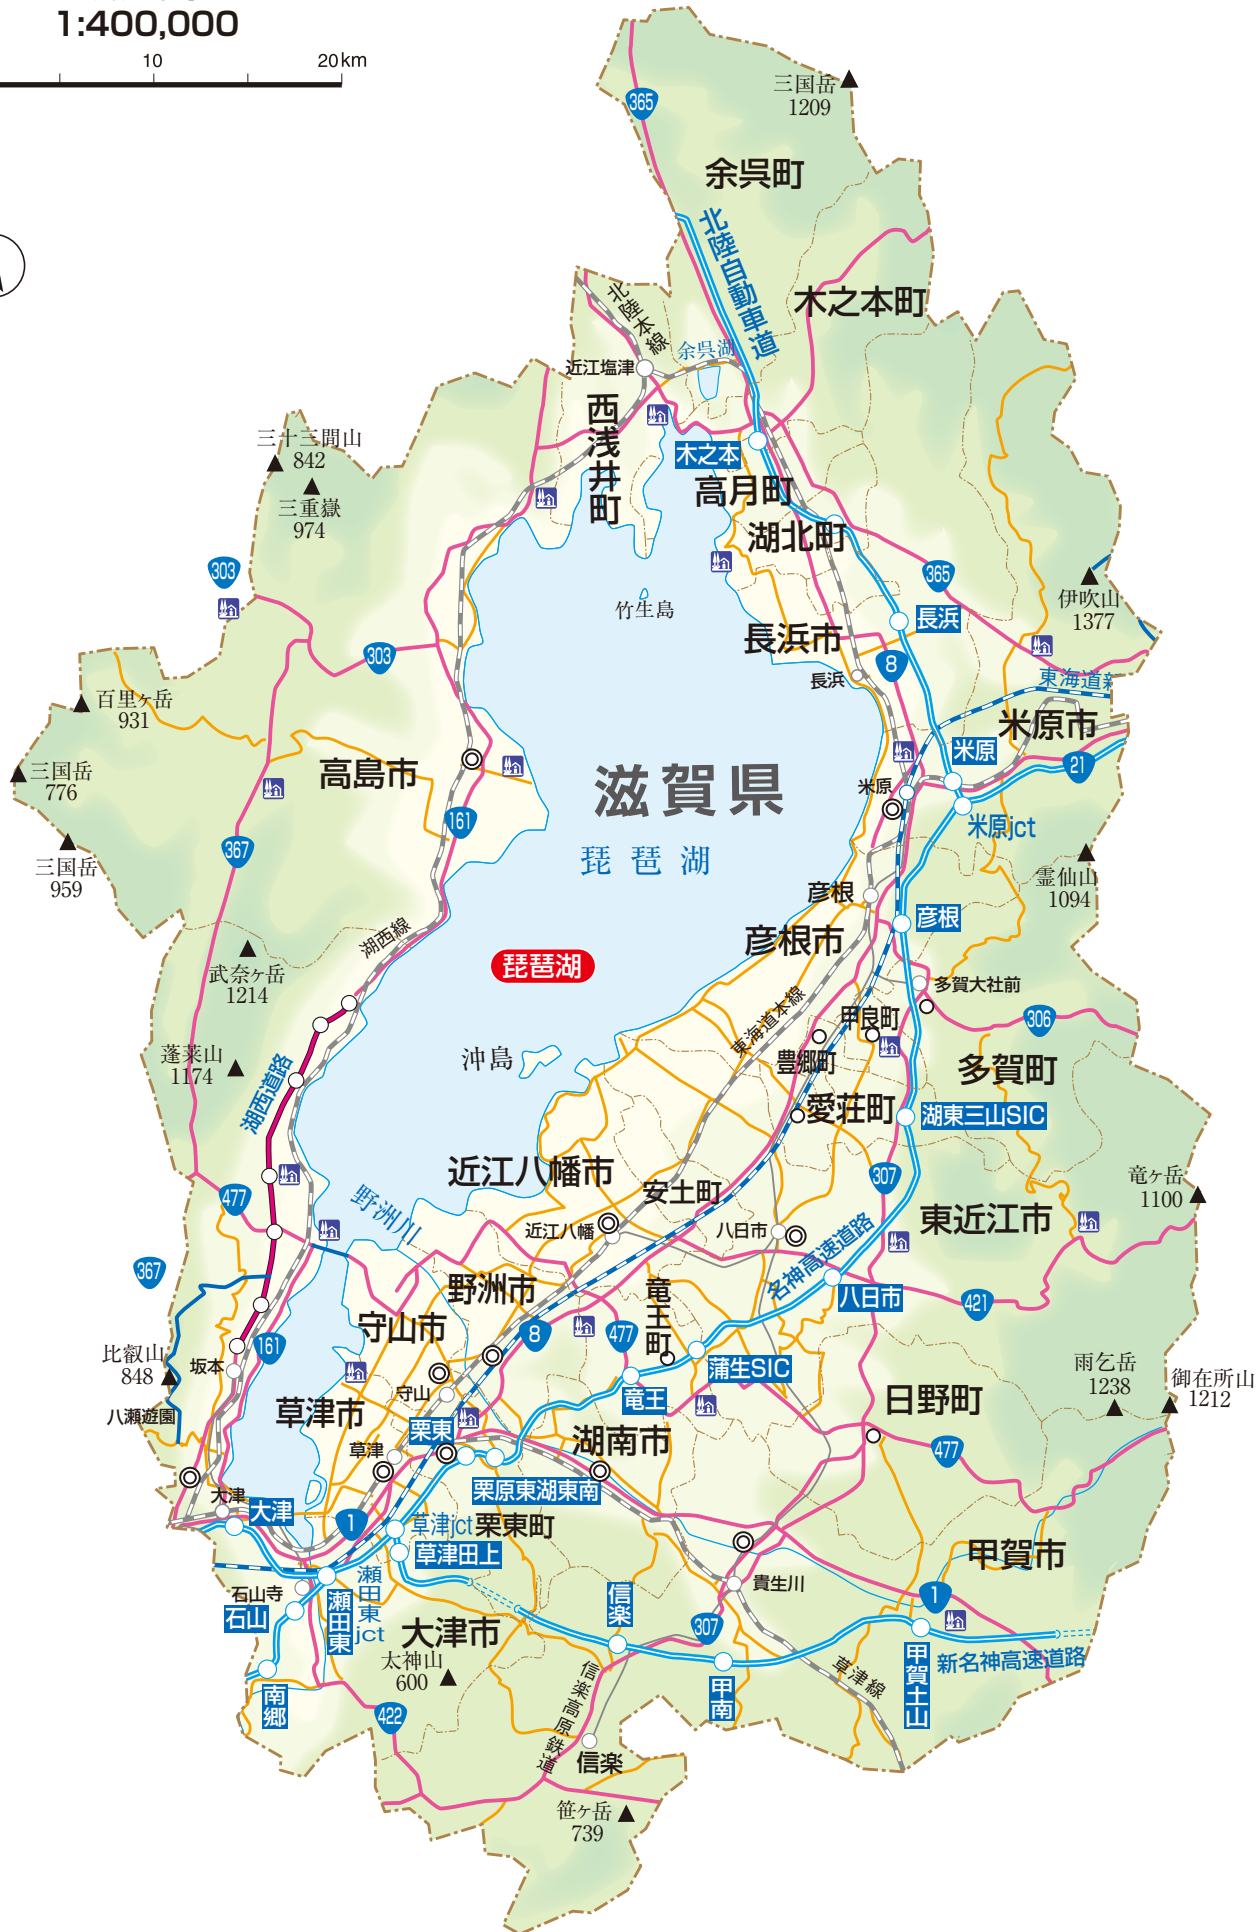 1:400,000
10
20km
三国岳
1209
365
余呉町
北陸自動車道
木之本町
北陸本線
余呉湖
近江塩津
西浅井町
木之本
高月町
湖北町
三十三間山
842
三重嶽
974
303
365
伊吹山
1377
竹生島
長浜
長浜市
8
303
長浜
東海道新
百里ヶ岳
931
米原市
米原
21
三国岳
776
高島市
滋賀県
米原
161
米原jct
琵琶湖
367
三国岳
959
霊仙山
1094
彦根
彦根
湖西線
彦根市
武奈ヶ岳
1214
琵琶湖
多賀大社前
東海道本線
甲良町
306
蓬莱山
1174
沖島
豊郷町
多賀町
湖西道路
愛荘町
湖東三山SIC
近江八幡市
307
竜ヶ岳
1100
477
安土町
野洲川
近江八幡
八日市
東近江市
名神高速道路
367
野洲市
竜王町
八日市
421
守山市
8
477
161
比叡山
848
坂本
蒲生SIC
雨乞岳
1238
御在所山
1212
守山
竜王
日野町
八瀬遊園
草津市
栗東
湖南市
草津
477
大津
栗原東湖東南
大津
1
草津jct
栗東町
草津田上
甲賀市
瀬田東jct
石山寺
貴生川
石山
瀬田東
信楽
1
大津市
307
太神山
600
甲賀土山
新名神高速道路
草津線
信楽高原鉄道
南郷
甲南
422
信楽
笹ヶ岳
739